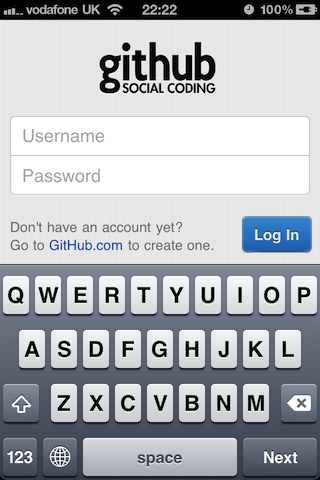 vodafone UK 22:22 100%
github
SOCIAL CODING
Username
Password
Don't have an account yet?
Go to GitHub.com to create one.
Log In
Q W E R T Y U I O P
A S D F G H J K L
Z X C V B N M
123 space Next